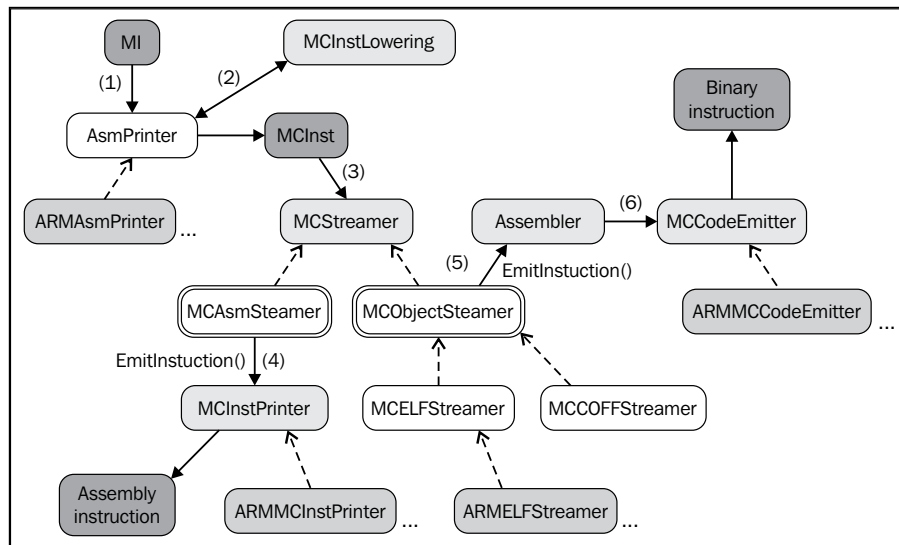 MI
MCInstLowering
(1)
(2)
Binary
instruction
AsmPrinter
MCInst
(3)
ARMAsmPrinter
...
MCStreamer
Assembler
(6)
MCCodeEmitter
(5)
EmitInstuction()
MCAsmSteamer
MCObjectSteamer
ARMMCCodeEmitter
...
EmitInstuction()
(4)
MCInstPrinter
MCELFStreamer
MCCOFFStreamer
Assembly
instruction
ARMMCInstPrinter
...
ARMELFStreamer
...